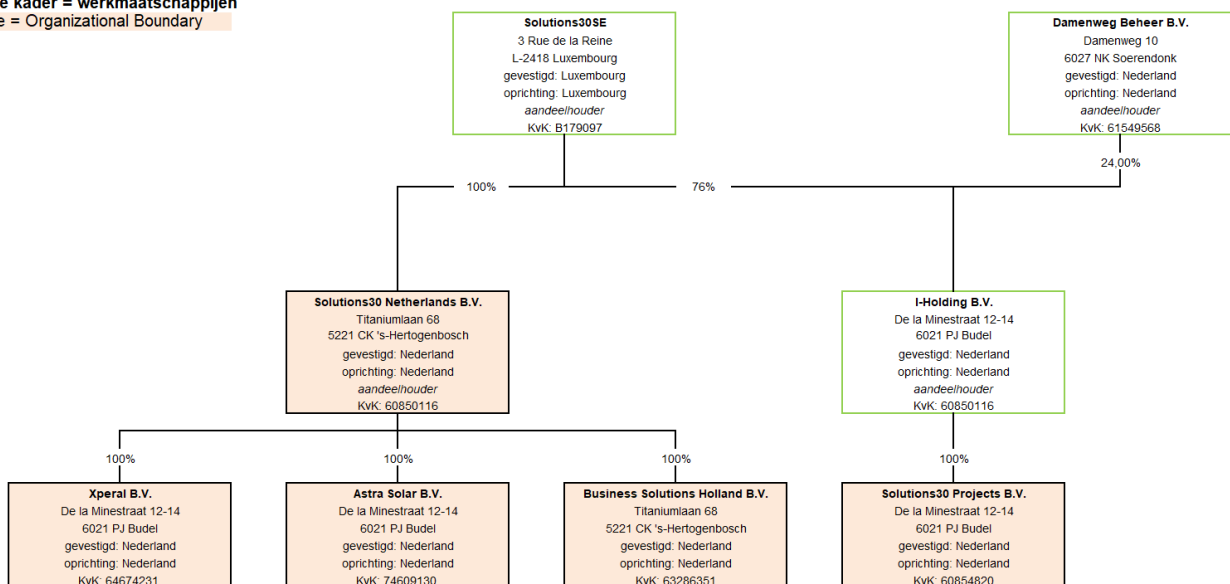 kader = werkmaatschappijen
= Organizational Boundary
Solutions30SE
3 Rue de la Reine
L-2418 Luxembourg
gevestigd: Luxembourg
oprichting: Luxembourg
aandeelhouder
KvK: B179097
Damenweg Beheer B.V.
Damenweg 10
6027 NK Soerendonk
gevestigd: Nederland
oprichting: Nederland
aandeelhouder
KvK: 61549568
24,00%
100%
76%
Solutions30 Netherlands B.V.
Titaniumlaan 68
5221 CK 's-Hertogenbosch
gevestigd: Nederland
oprichting: Nederland
aandeelhouder
KvK: 60850116
I-Holding B.V.
De la Minestraat 12-14
6021 PJ Budel
gevestigd: Nederland
oprichting: Nederland
aandeelhouder
KvK: 60850116
100%
100%
100%
100%
Xperal B.V.
De la Minestraat 12-14
6021 PJ Budel
gevestigd: Nederland
oprichting: Nederland
KvK: 64674231
Astra Solar B.V.
De la Minestraat 12-14
6021 PJ Budel
gevestigd: Nederland
oprichting: Nederland
KvK: 74609130
Business Solutions Holland B.V.
Titaniumlaan 68
5221 CK 's-Hertogenbosch
gevestigd: Nederland
oprichting: Nederland
KvK: 63286351
Solutions30 Projects B.V.
De la Minestraat 12-14
6021 PJ Budel
gevestigd: Nederland
oprichting: Nederland
KvK: 60854820